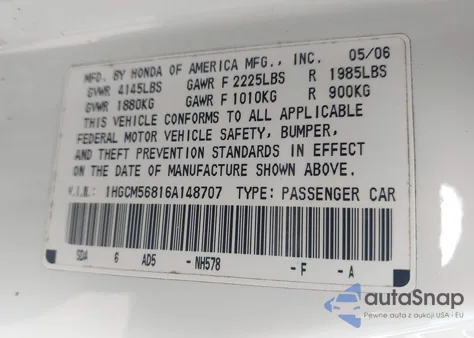 MFD. BY HONDA OF AMERICA MFG., INC. 05/06
GVWR 4145LBS GAWR F 2225LBS R 1985LBS
GVWR 1880KG GAWR F 1010KG R 900KG
THIS VEHICLE CONFORMS TO ALL APPLICABLE
FEDERAL MOTOR VEHICLE SAFETY, BUMPER,
AND THEFT PREVENTION STANDARDS IN EFFECT
ON THE DATE OF MANUFACTURE SHOWN ABOVE.
V.I.N.: 1HGCM56816A148707 TYPE: PASSENGER CAR
SDA 6 AD5 -NH578 -F -A
autoSnap
Pewne auta z aukcji USA i EU